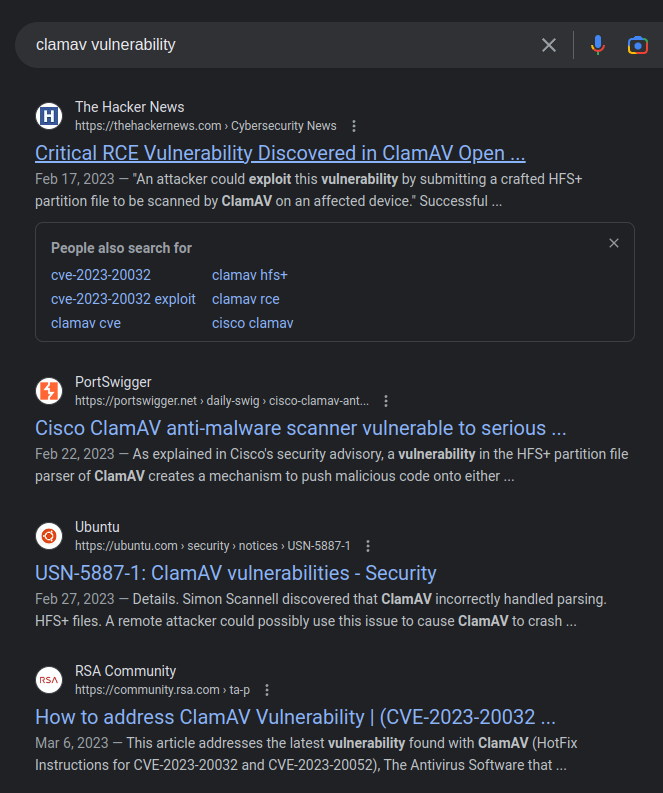 clamav vulnerability
The Hacker News
https://thehackernews.com › Cybersecurity News
Critical RCE Vulnerability Discovered in ClamAV Open ...
Feb 17, 2023 — "An attacker could exploit this vulnerability by submitting a crafted HFS+
partition file to be scanned by ClamAV on an affected device." Successful ...
People also search for
cve-2023-20032 clamav hfs+
cve-2023-20032 exploit clamav rce
clamav cve cisco clamav
PortSwigger
https://portswigger.net › daily-swig › cisco-clamav-ant...
Cisco ClamAV anti-malware scanner vulnerable to serious ...
Feb 22, 2023 — As explained in Cisco's security advisory, a vulnerability in the HFS+ partition file
parser of ClamAV creates a mechanism to push malicious code onto either ...
Ubuntu
https://ubuntu.com › security › notices › USN-5887-1
USN-5887-1: ClamAV vulnerabilities - Security
Feb 27, 2023 — Details. Simon Scannell discovered that ClamAV incorrectly handled parsing.
HFS+ files. A remote attacker could possibly use this issue to cause ClamAV to crash ...
RSA
RSA Community
https://community.rsa.com › ta-p
How to address ClamAV Vulnerability | (CVE-2023-20032 ...
Mar 6, 2023 — This article addresses the latest vulnerability found with ClamAV (HotFix
Instructions for CVE-2023-20032 and CVE-2023-20052), The Antivirus Software that ...